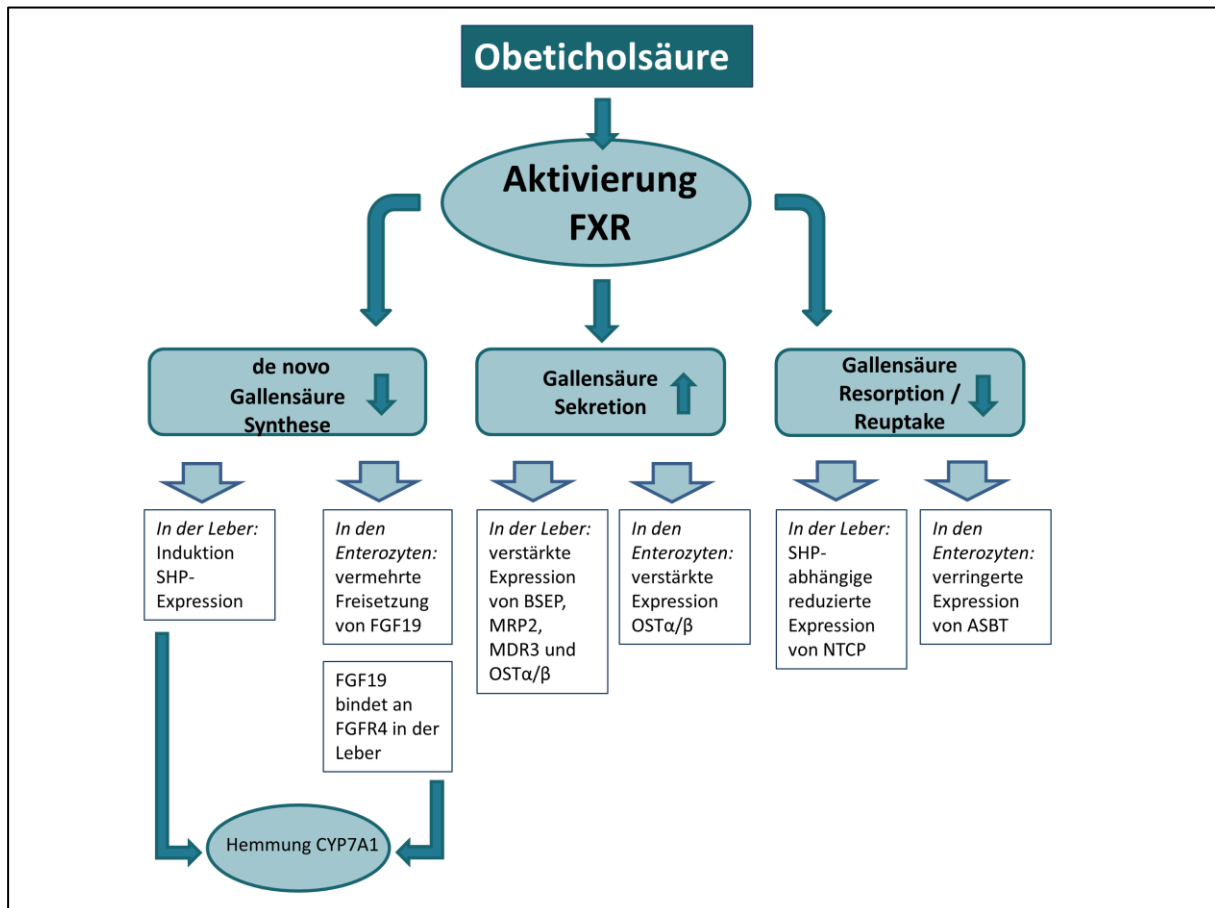 Obeticholsäure
Aktivierung
FXR
de novo
Gallensäure
Synthese
Gallensäure
Sekretion
Gallensäure
Resorption /
Reuptake
In der Leber:
Induktion
SHP-
Expression
In den
Enterozyten:
vermehrte
Freisetzung
von FGF19
FGF19
bindet an
FGFR4 in der
Leber
Hemmung CYP7A1
In der Leber:
verstärkte
Expression
von BSEP,
MRP2,
MDR3 und
OSTα/β
In den
Enterozyten:
verstärkte
Expression
OSTα/β
In der Leber:
SHP-
abhängige
reduzierte
Expression
von NTCP
In den
Enterozyten:
verringerte
Expression
von ASBT